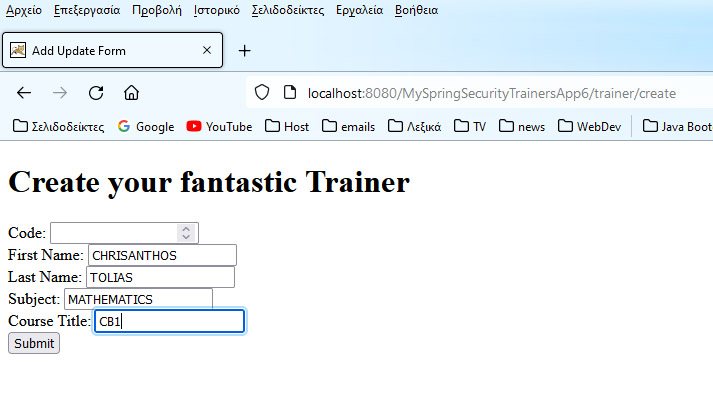 Αρχείο Επεξεργασία Προβολή Ιστορικό Σελιδοδείκτες Εργαλεία Βοήθεια
Add Update Form
localhost:8080/MySpringSecurityTrainersApp6/trainer/create
Σελιδοδείκτες Google YouTube Host emails Λεξικά TV news WebDev Java Boot
Create your fantastic Trainer
Code:
First Name: CHRISANTHOS
Last Name: TOLIAS
Subject: MATHEMATICS
Course Title: CB1
Submit